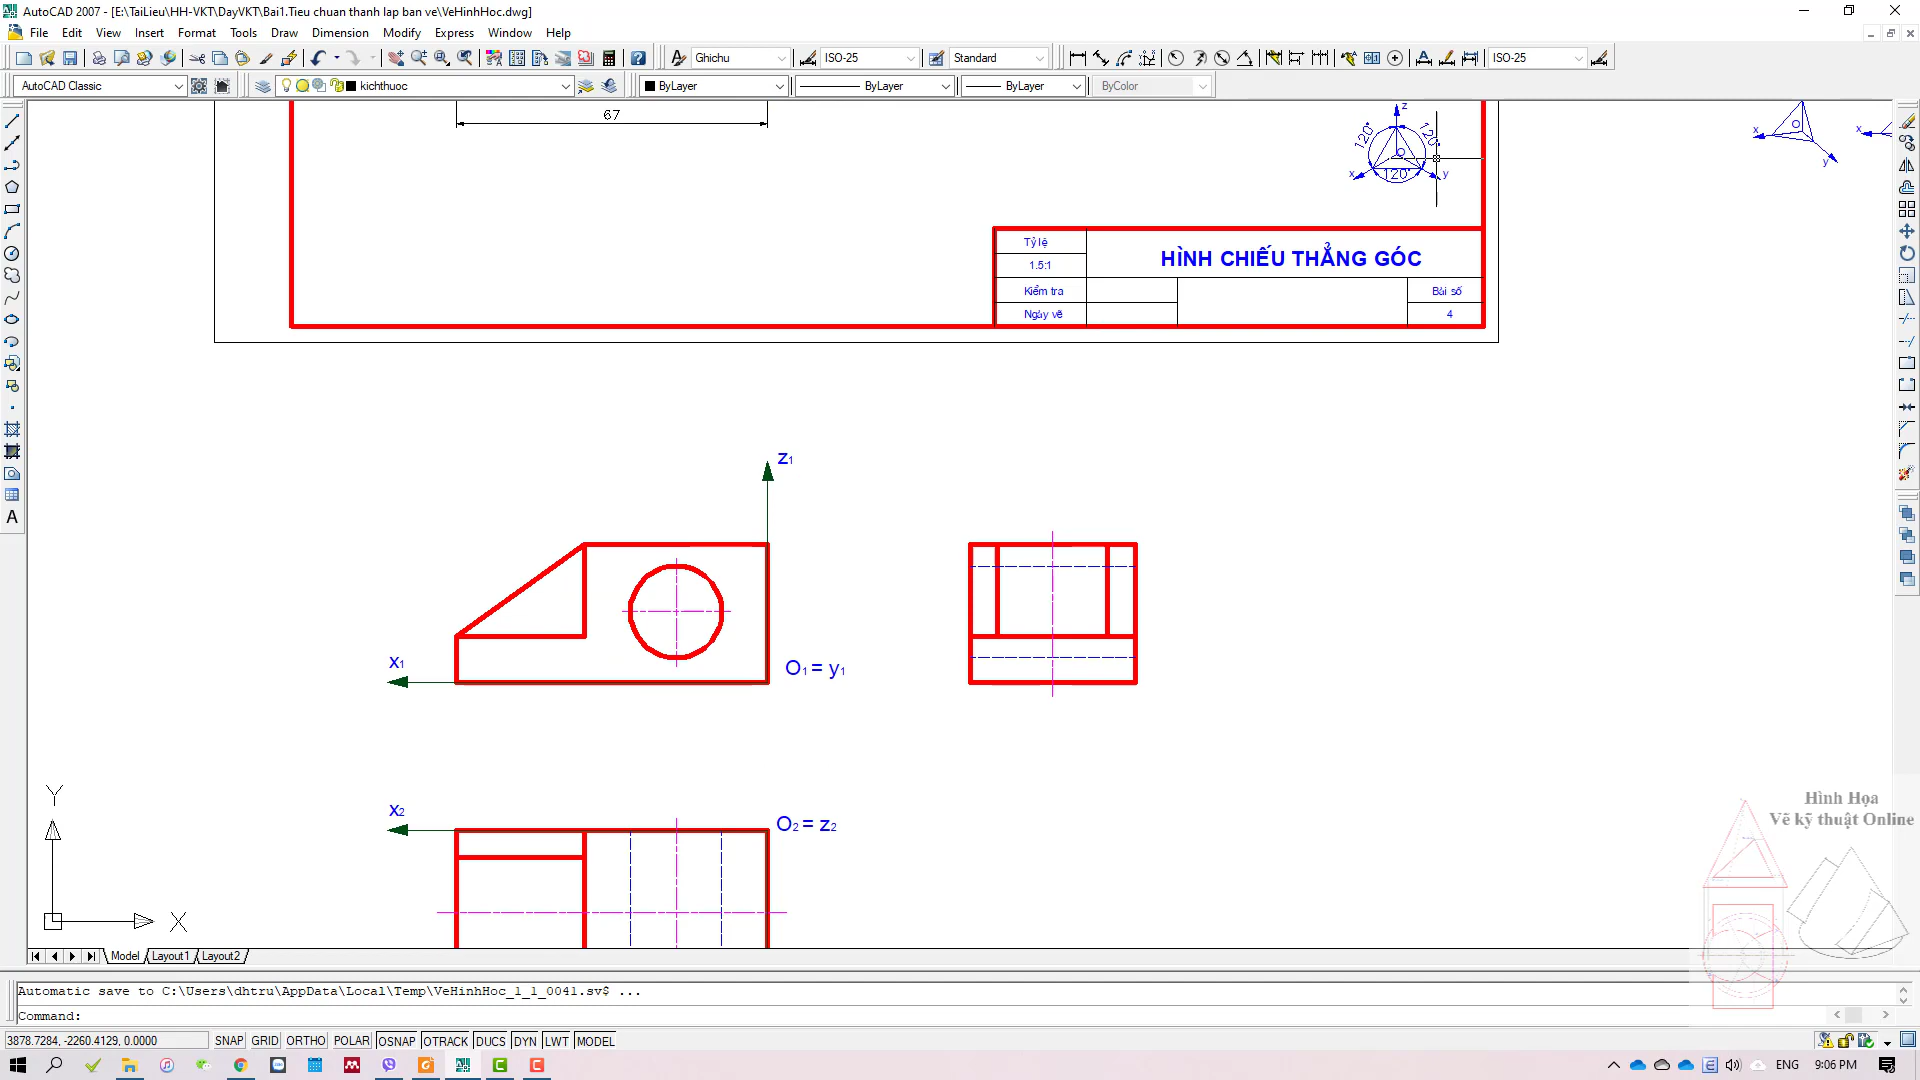 AutoCAD 2007 - [E:\TaiLieu\HH-VKT\DayVKT\Bai1.Tieu chuan thanh lap ban ve\VeHinhHoc.dwg]
File Edit View Insert Format Tools Draw Dimension Modify Express Window Help
Ghichu ISO-25 Standard ISO-25
AutoCAD Classic kichthuoc ByLayer ByLayer ByLayer ByColor
67
z
120° 120°
O
120°
x y
x O y
x
Tỷ lệ
1.5:1
HÌNH CHIẾU THẲNG GÓC
Kiểm tra
Bài số
Ngày vẽ
4
z1
x1
O1 = y1
x2
O2 = z2
Y
X
Hình Họa
Vẽ kỹ thuật Online
A
Model Layout1 Layout2
Automatic save to C:\Users\dhtru\AppData\Local\Temp\VeHinhHoc_1_1_0041.sv$ ...
Command:
3878.7284, -2260.4129, 0.0000 SNAP GRID ORTHO POLAR OSNAP OTRACK DUCS DYN LWT MODEL
ENG 9:06 PM